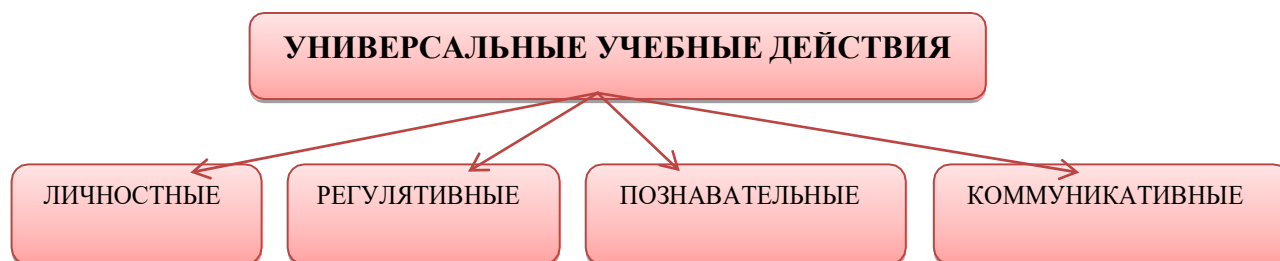 УНИВЕРСАЛЬНЫЕ УЧЕБНЫЕ ДЕЙСТВИЯ
ЛИЧНОСТНЫЕ
РЕГУЛЯТИВНЫЕ
ПОЗНАВАТЕЛЬНЫЕ
КОММУНИКАТИВНЫЕ